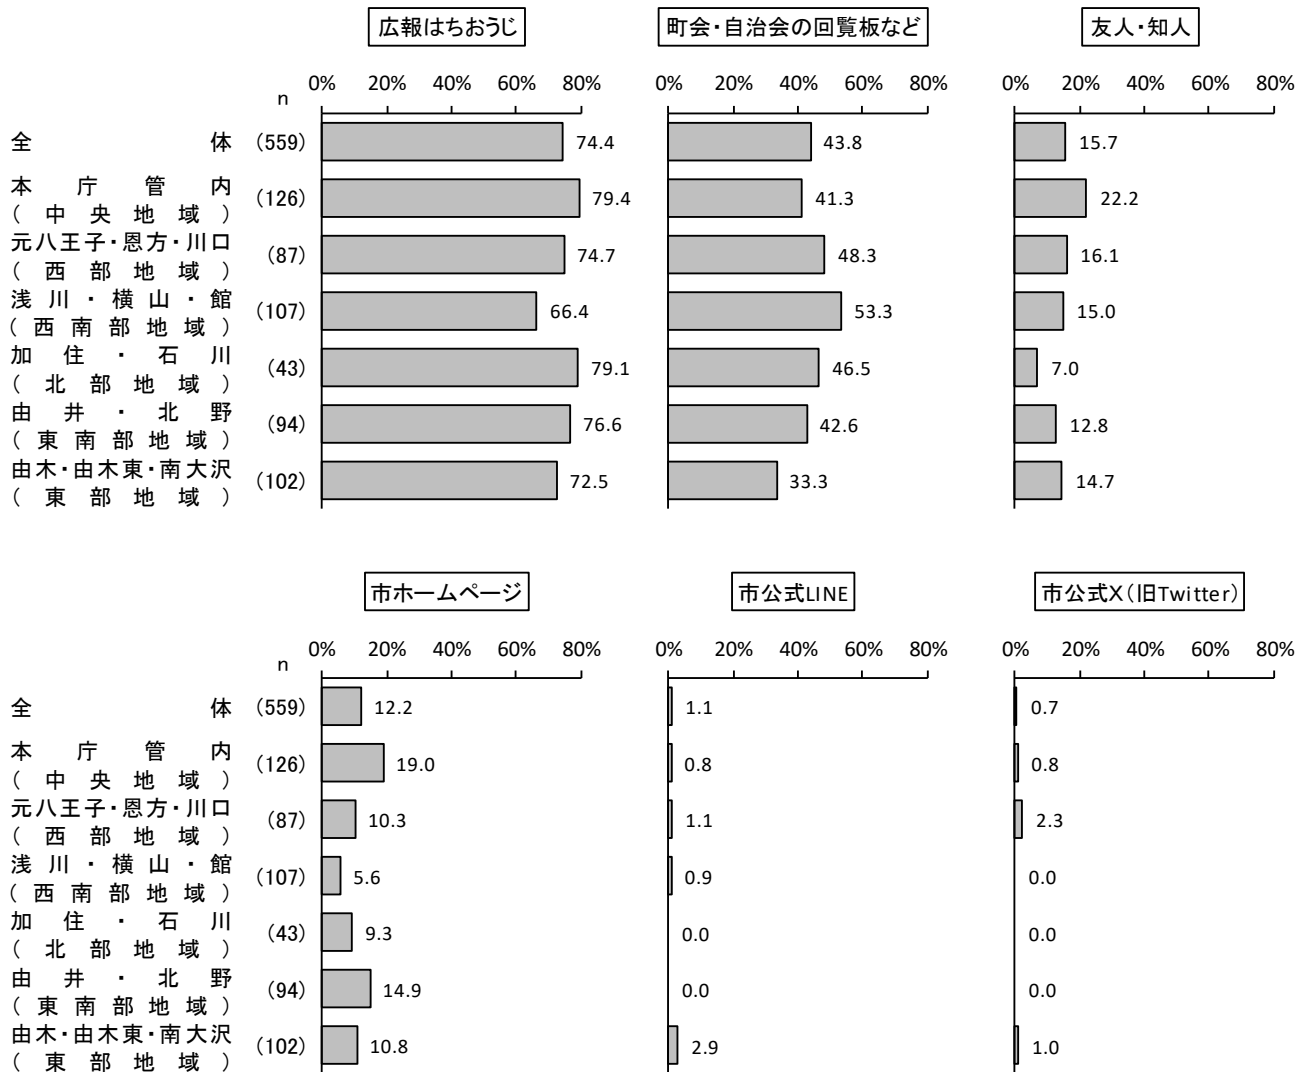 広報はちおうじ 町会・自治会の回覧板など 友人・知人
0% 20% 40% 60% 80% 0% 20% 40% 60% 80% 0% 20% 40% 60% 80%
n
全体 (559) 74.4 43.8 15.7
本庁管内
(中央地域) (126) 79.4 41.3 22.2
元八王子・恩方・川口
(西部地域) (87) 74.7 48.3 16.1
浅川・横山・館
(西南部地域) (107) 66.4 53.3 15.0
加住・石川
(北部地域) (43) 79.1 46.5 7.0
由井・北野
(東南部地域) (94) 76.6 42.6 12.8
由木・由木東・南大沢
(東部地域) (102) 72.5 33.3 14.7
市ホームページ 市公式LINE 市公式X(旧Twitter)
0% 20% 40% 60% 80% 0% 20% 40% 60% 80% 0% 20% 40% 60% 80%
n
全体 (559) 12.2 1.1 0.7
本庁管内
(中央地域) (126) 19.0 0.8 0.8
元八王子・恩方・川口
(西部地域) (87) 10.3 1.1 2.3
浅川・横山・館
(西南部地域) (107) 5.6 0.9 0.0
加住・石川
(北部地域) (43) 9.3 0.0 0.0
由井・北野
(東南部地域) (94) 14.9 0.0 0.0
由木・由木東・南大沢
(東部地域) (102) 10.8 2.9 1.0